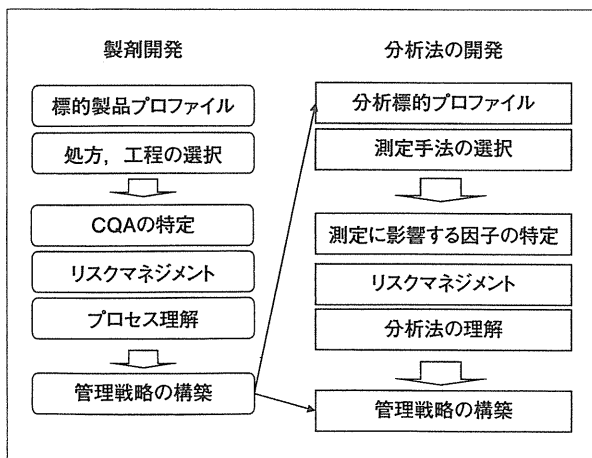 製剤開発
標的製品プロファイル
処方，工程の選択
CQAの特定
リスクマネジメント
プロセス理解
管理戦略の構築
分析法の開発
分析標的プロファイル
測定手法の選択
測定に影響する因子の特定
リスクマネジメント
分析法の理解
管理戦略の構築